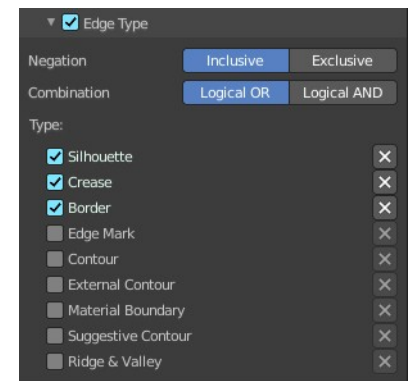 Edge Type
Negation Inclusive Exclusive
Combination Logical OR Logical AND
Type:
Silhouette
Crease
Border
Edge Mark
Contour
External Contour
Material Boundary
Suggestive Contour
Ridge & Valley